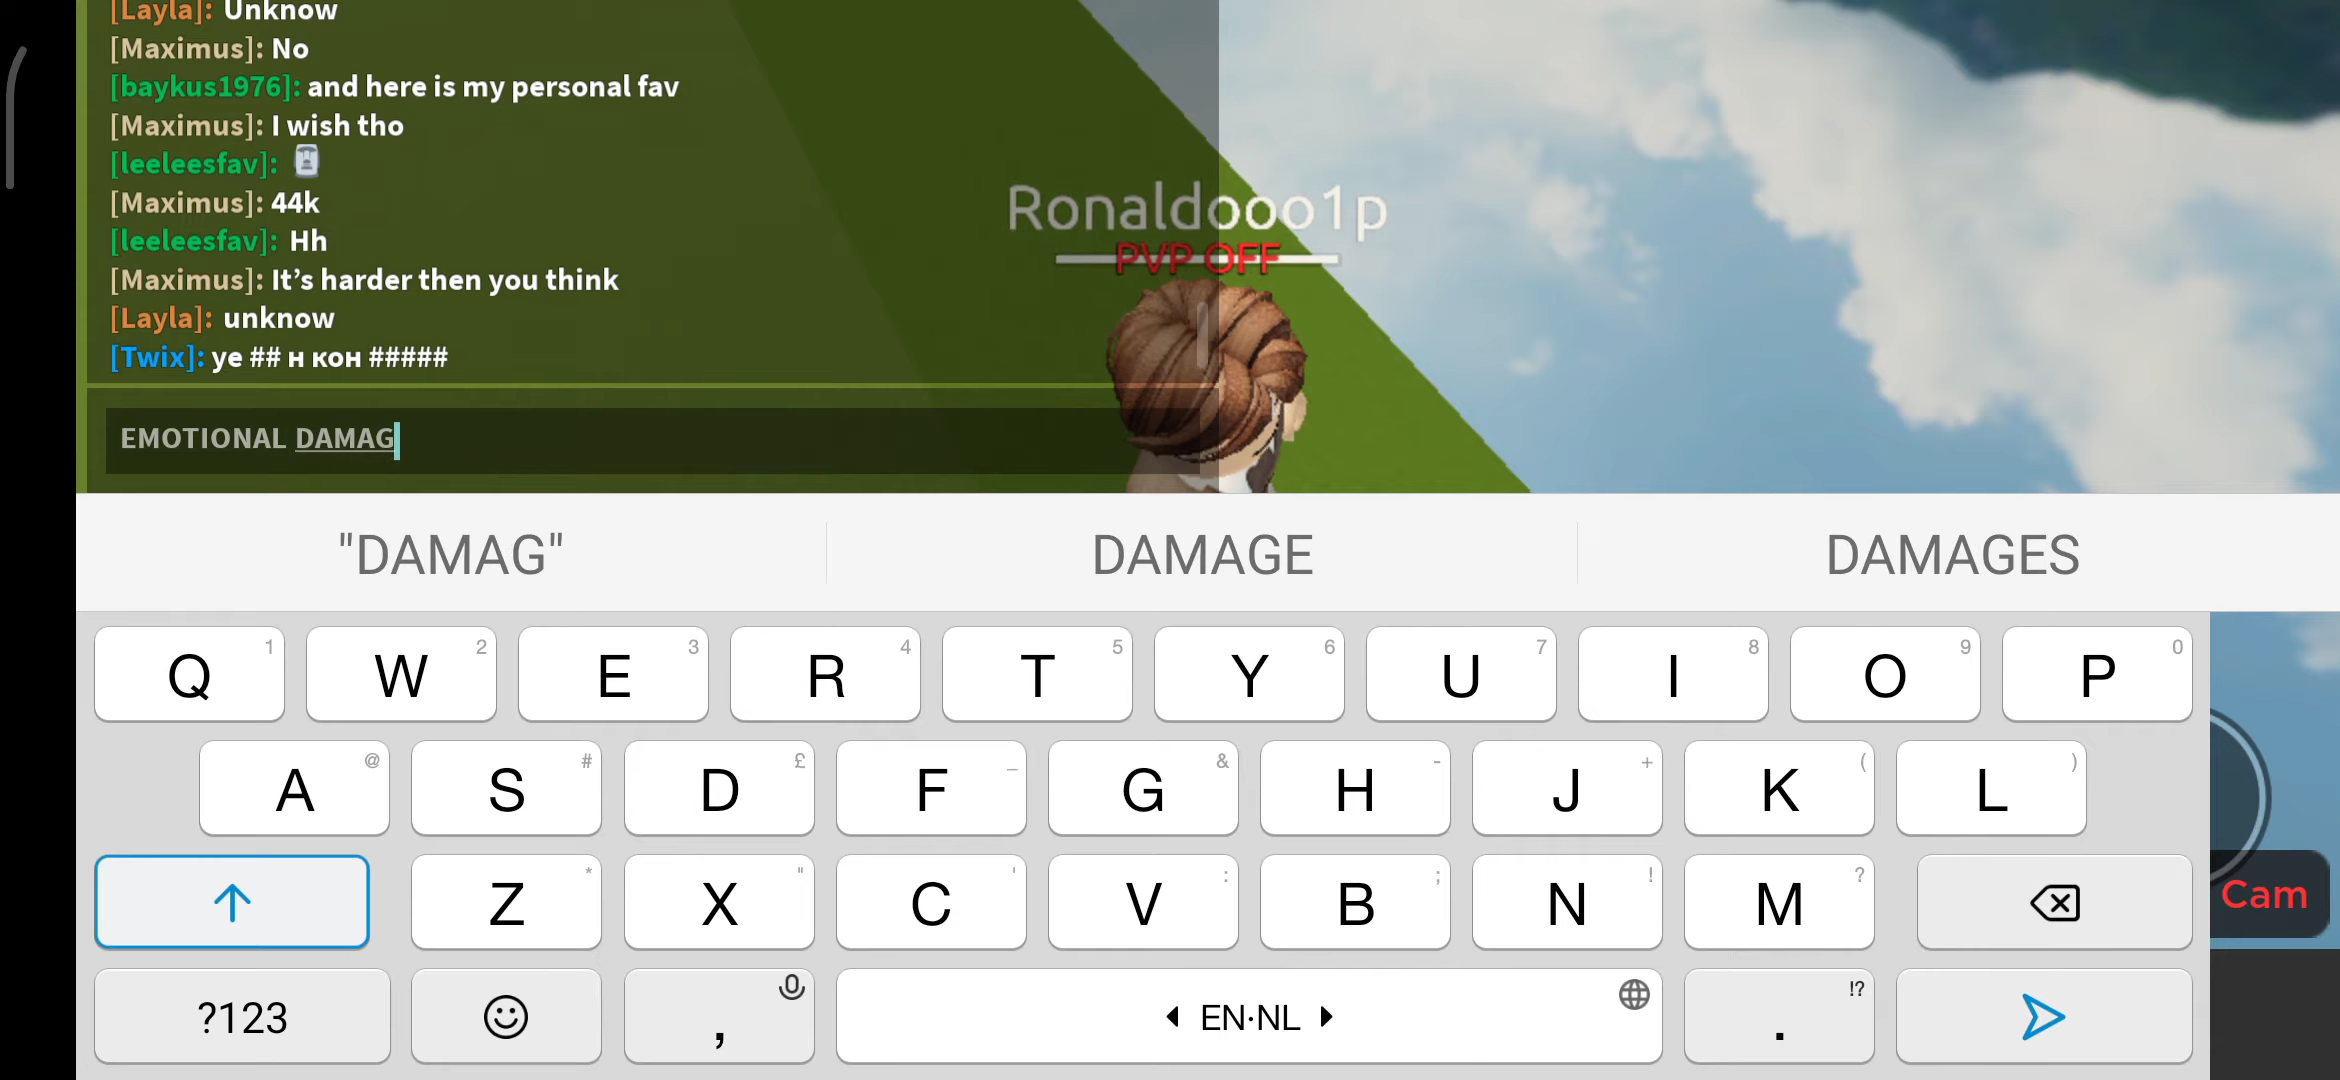 [Layla]: Unknow
[Maximus]: No
[baykus1976]: and here is my personal fav
[Maximus]: I wish tho
[leeleesfav]: 🗿
[Maximus]: 44k
[leeleesfav]: Hh
[Maximus]: It’s harder then you think
[Layla]: unknow
[Twix]: уе ## н кон #####
Ronaldooo1p
PVP OFF
EMOTIONAL DAMAG
"DAMAG" DAMAGE DAMAGES
Q 1 W 2 E 3 R 4 T 5 Y 6 U 7 I 8 O 9 P 0
A @ S # D £ F _ G & H - J + K ( L )
Z * X " C ' V : B ; N ! M ?
Cam
?123 , EN·NL . !?